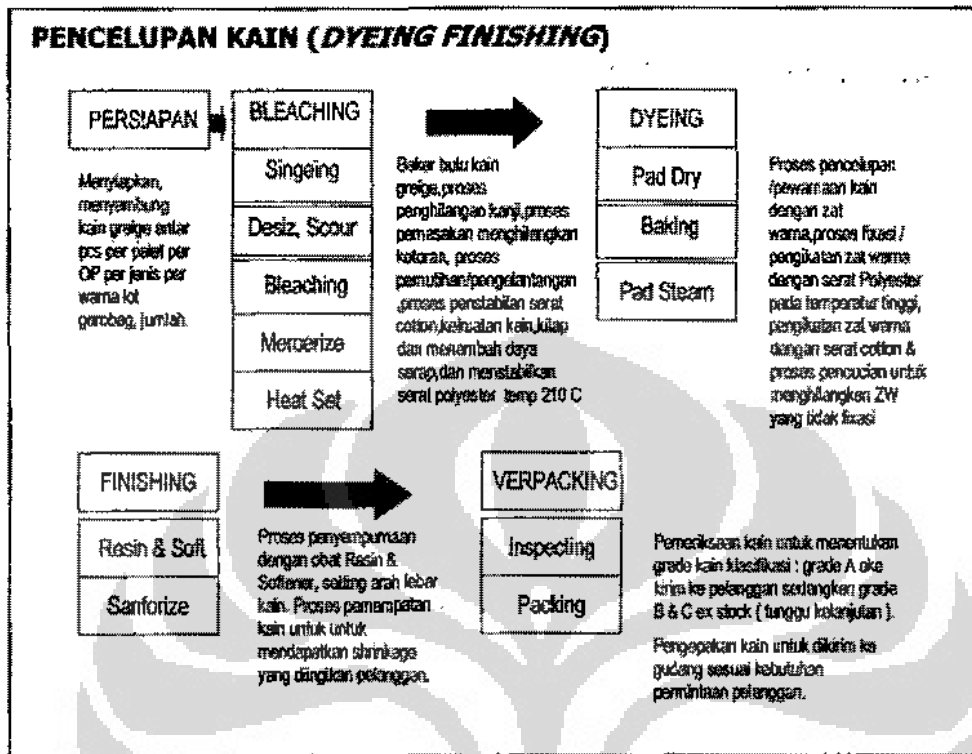 PENCELUPAN KAIN (DYEING FINISHING)
PERSIAPAN
Menyiapkan,
menyambung
kain greige antar
pcs per palet per
OP per jenis per
warna lot
gerobag, jumlah.
BLEACHING
Singeing
Desiz, Scour
Bleaching
Mercerize
Heat Set
Bakar bulu kain
greige,proses
penghilangan kanji,proses
pemasakan menghilangkan
kotoran, proses
pemutihan/pengelantangan
,proses penstabilan serat
cotton,kekuatan kain,kilap
dan menambah daya
serap,dan menstabilkan
serat polyester temp 210 C
DYEING
Pad Dry
Baking
Pad Steam
Proses pencelupan
/pewarnaan kain
dengan zat
warna,proses fixasi /
pengikatan zat warna
dengan serat Polyester
pada temperatur tinggi,
pengikatan zat warna
dengan serat cotton &
proses pencucian untuk
menghilangkan ZW
yang tidak fixasi
FINISHING
Resin & Soft
Sanforize
Proses penyempurnaan
dengan obat Resin &
Softener, setting arah lebar
kain. Proses pemampatan
kain untuk untuk
mendapatkan shrinkage
yang diingikan pelanggan.
VERPACKING
Inspecting
Packing
Pemeriksaan kain untuk menentukan
grade kain klasifikasi : grade A oke
kirim ke pelanggan sedangkan grade
B & C ex stock ( tunggu kelanjutan ).
Pengepakan kain untuk dikirim ke
gudang sesuai kebutuhan
permintaan pelanggan.